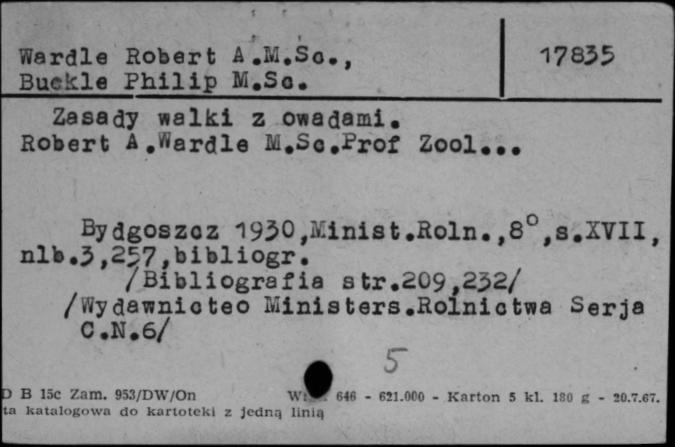 Wardle Robert A.M.Sc.,
17835
Buckle Philip M.Sc.
Zasady walki z owadami.
Robert A.Wardle M.Sc.Prof Zool...
Bydgoszcz 1930,Minist.Roln.,8°,s.XVII,
nlb.3,257,bibliogr.
/Bibliografia str.209,232/
/Wydawnicteo Ministers.Rolnictwa Serja
C.N.6/
5
D B 15c Zam. 953/DW/On 646 - 621.000 - Karton 5 kl. 180 g - 20.7.67.
ta katalogowa do kartoteki z jedną linią